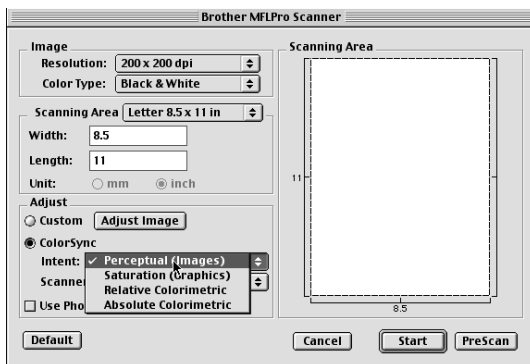 Brother MFLPro Scanner
Image
Resolution: 200 x 200 dpi
Color Type: Black & White
Scanning Area Letter 8.5 x 11 in
Width: 8.5
Length: 11
Unit: mm inch
Adjust
Custom Adjust Image
ColorSync
Intent: Perceptual (Images)
Saturation (Graphics)
Scanner
Relative Colorimetric
Use Pho
Absolute Colorimetric
Default
Scanning Area
11
8.5
Cancel Start PreScan